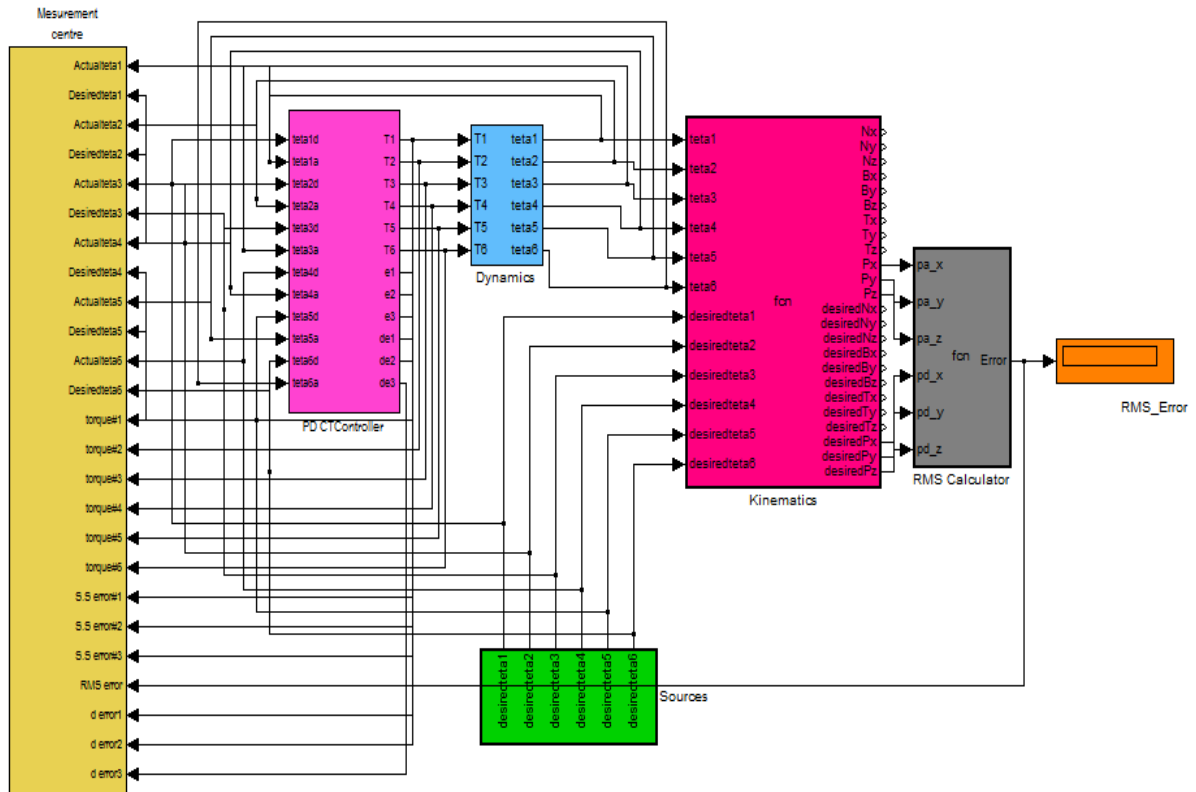 Mesurement
centre
Actualteta1
Desiredteta1
Actualteta2
Desiredteta2
Actualteta3
Desiredteta3
Actualteta4
Desiredteta4
Actualteta5
Desiredteta5
Actualteta6
Desiredteta6
torque#1
torque#2
torque#3
torque#4
torque#5
torque#6
S.S error#1
S.S error#2
S.S error#3
RMS error
d error1
d error2
d error3
teta1d
teta1a
teta2d
teta2a
teta3d
teta3a
teta4d
teta4a
teta5d
teta5a
teta6d
teta6a
T1
T2
T3
T4
T5
T6
e1
e2
e3
de1
de2
de3
PD CTController
T1
T2
T3
T4
T5
T6
teta1
teta2
teta3
teta4
teta5
teta6
Dynamics
teta1
teta2
teta3
teta4
teta5
teta6
desiredteta1
desiredteta2
desiredteta3
desiredteta4
desiredteta5
desiredteta6
fcn
Nx
Ny
Nz
Bx
By
Bz
Tx
Ty
Tz
Px
Py
Pz
desiredNx
desiredNy
desiredNz
desiredBx
desiredBy
desiredBz
desiredTx
desiredTy
desiredTz
desiredPx
desiredPy
desiredPz
Kinematics
pa_x
pa_y
pa_z
pd_x
pd_y
pd_z
fcn
Error
RMS Calculator
RMS_Error
desirecteta1
desirecteta2
desirecteta3
desirecteta4
desirecteta5
desirecteta6
Sources